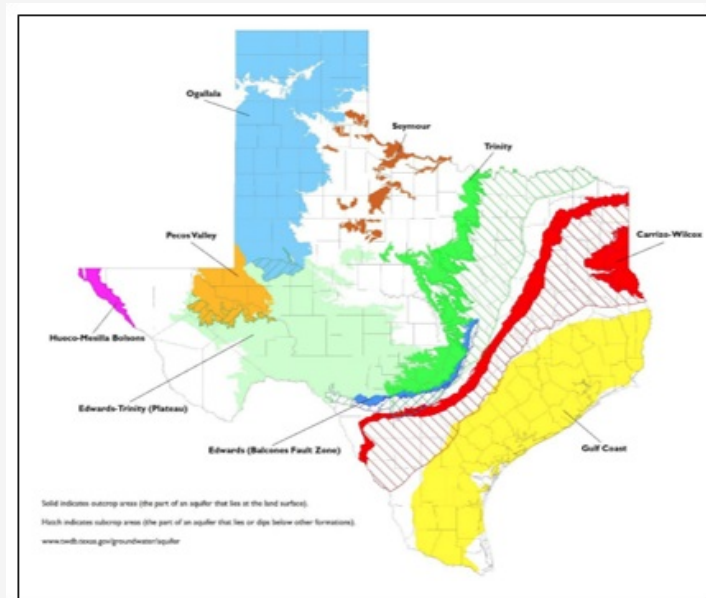 Ogallala
Seymour
Trinity
Pecos Valley
Carrizo-Wilcox
Hueco-Mesilla Bolsons
Edwards-Trinity (Plateau)
Edwards (Balcones Fault Zone)
Gulf Coast
Solid indicates outcrop areas (the part of an aquifer that lies at the land surface).
Hatch indicates subcrop areas (the part of an aquifer that lies or dips below other formations).
www.twdb.texas.gov/groundwater/aquifer